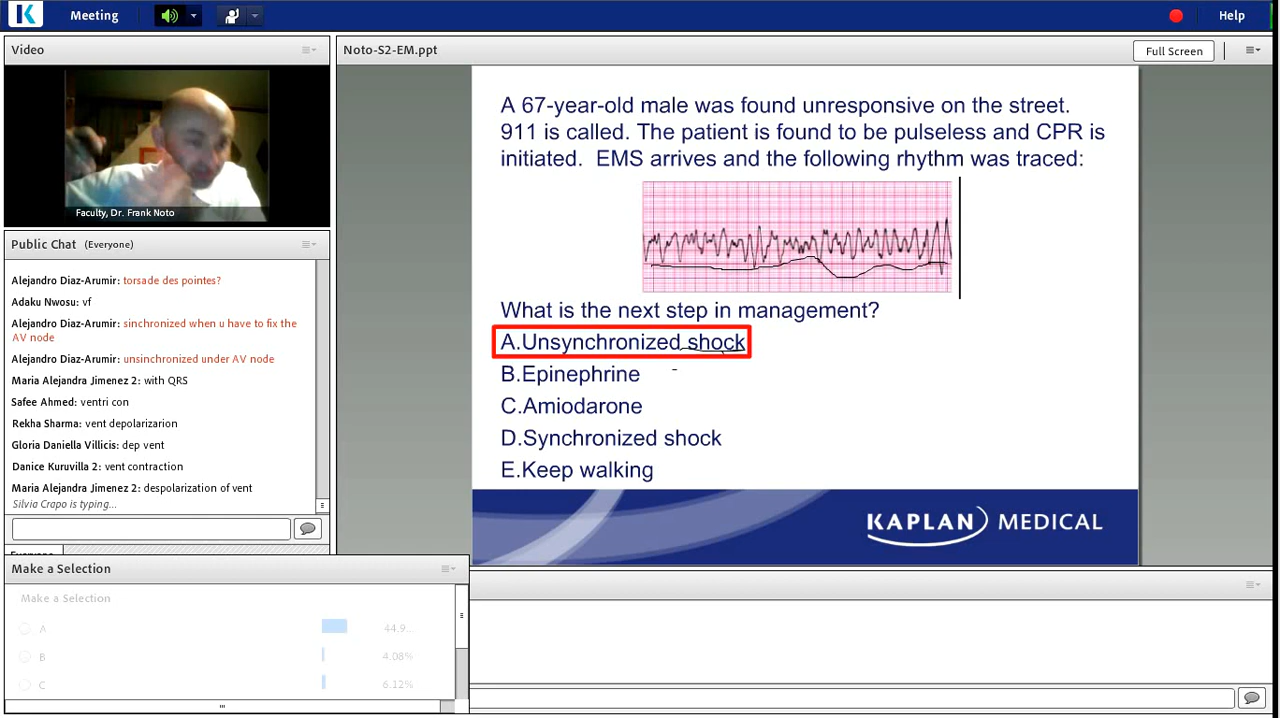 Meeting
Help
Video
Faculty, Dr. Frank Noto
Public Chat (Everyone)
Alejandro Diaz-Arumir: torsade des pointes?
Adaku Nwosu: vf
Alejandro Diaz-Arumir: sinchronized when u have to fix the
AV node
Alejandro Diaz-Arumir: unsinchronized under AV node
Maria Alejandra Jimenez 2: with QRS
Safee Ahmed: ventri con
Rekha Sharma: vent depolarizarion
Gloria Daniella Villicis: dep vent
Danice Kuruvilla 2: vent contraction
Maria Alejandra Jimenez 2: despolarization of vent
Silvia Crapo is typing...
Everyone
Make a Selection
Make a Selection
A 44.9...
B 4.08%
C 6.12%
Noto-S2-EM.ppt
Full Screen
A 67-year-old male was found unresponsive on the street.
911 is called. The patient is found to be pulseless and CPR is
initiated. EMS arrives and the following rhythm was traced:
What is the next step in management?
A.Unsynchronized shock
B.Epinephrine
C.Amiodarone
D.Synchronized shock
E.Keep walking
KAPLAN MEDICAL